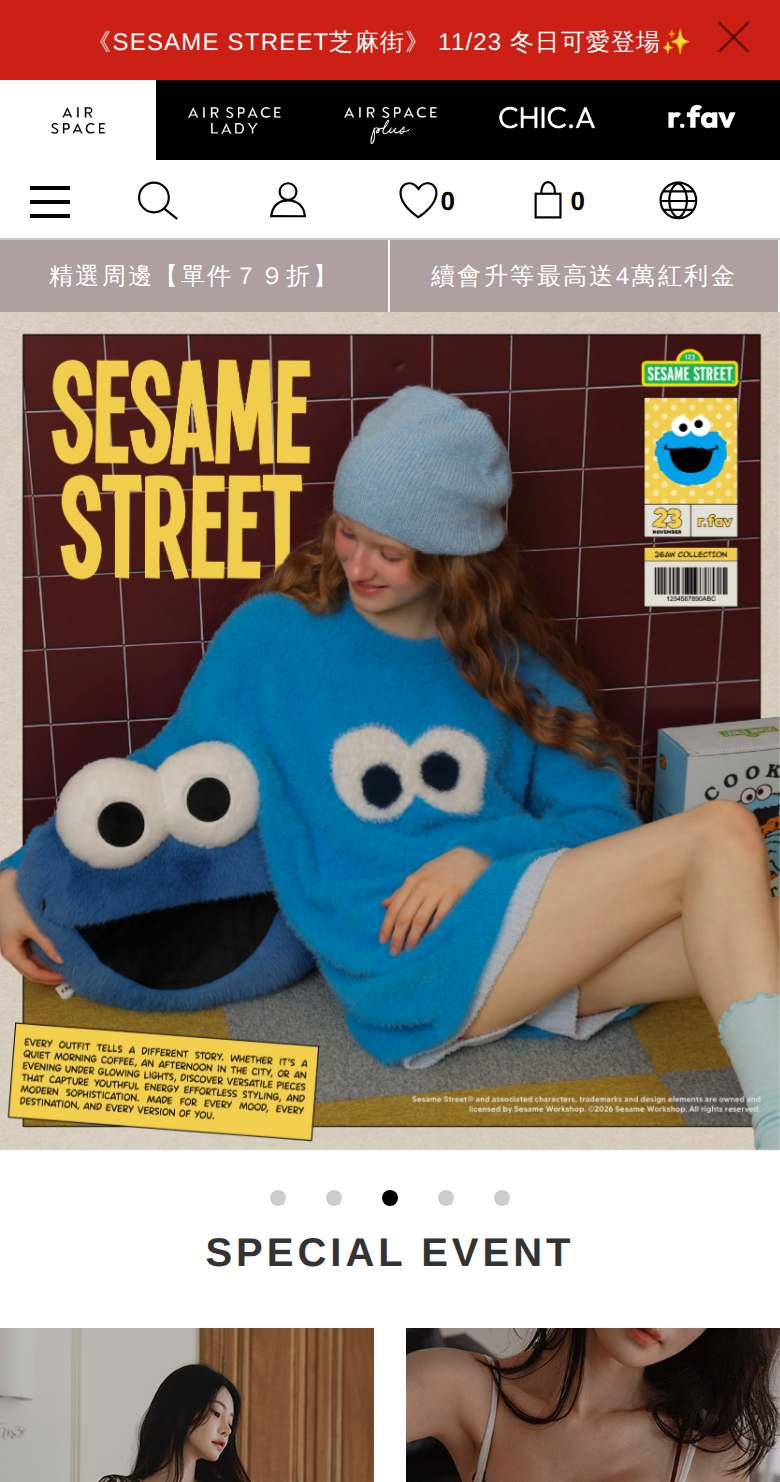 《SESAME STREET芝麻街》 11/23 冬日可愛登場✨
AIR SPACE
AIR SPACE LADY
AIR SPACE plus
CHIC.A
r.fav
0
0
精選周邊【單件７９折】
續會升等最高送4萬紅利金
SESAME
STREET
123
SESAME STREET
23
NOVEMBER
r.fav
26AW COLLECTION
1234567890ABC
COOK
EVERY OUTFIT TELLS A DIFFERENT STORY. WHETHER IT'S A
QUIET MORNING COFFEE, AN AFTERNOON IN THE CITY, OR AN
EVENING UNDER GLOWING LIGHTS, DISCOVER VERSATILE PIECES
THAT CAPTURE YOUTHFUL ENERGY EFFORTLESS STYLING, AND
MODERN SOPHISTICATION. MADE FOR EVERY MOOD, EVERY
DESTINATION, AND EVERY VERSION OF YOU.
Sesame Street® and associated characters, trademarks and design elements are owned and
licensed by Sesame Workshop. ©2026 Sesame Workshop. All rights reserved.
SPECIAL EVENT